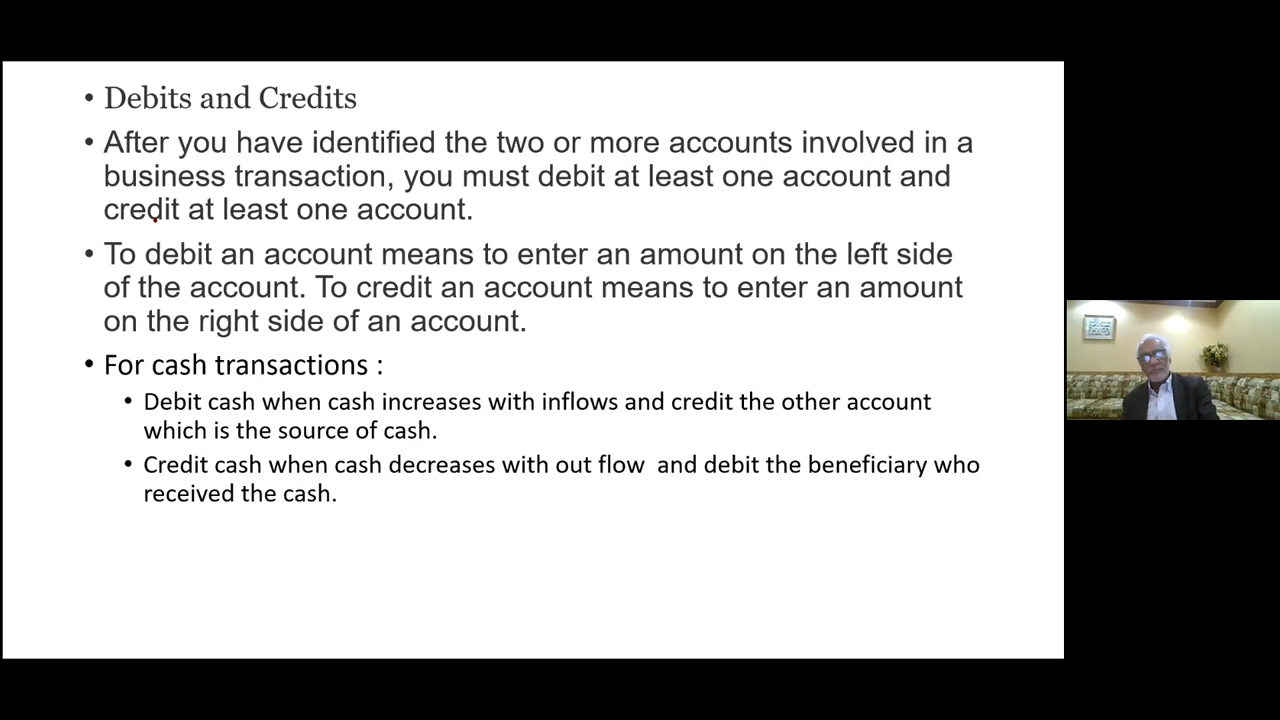 • Debits and Credits
• After you have identified the two or more accounts involved in a
business transaction, you must debit at least one account and
credit at least one account.
• To debit an account means to enter an amount on the left side
of the account. To credit an account means to enter an amount
on the right side of an account.
• For cash transactions :
• Debit cash when cash increases with inflows and credit the other account
which is the source of cash.
• Credit cash when cash decreases with out flow  and debit the beneficiary who
received the cash.